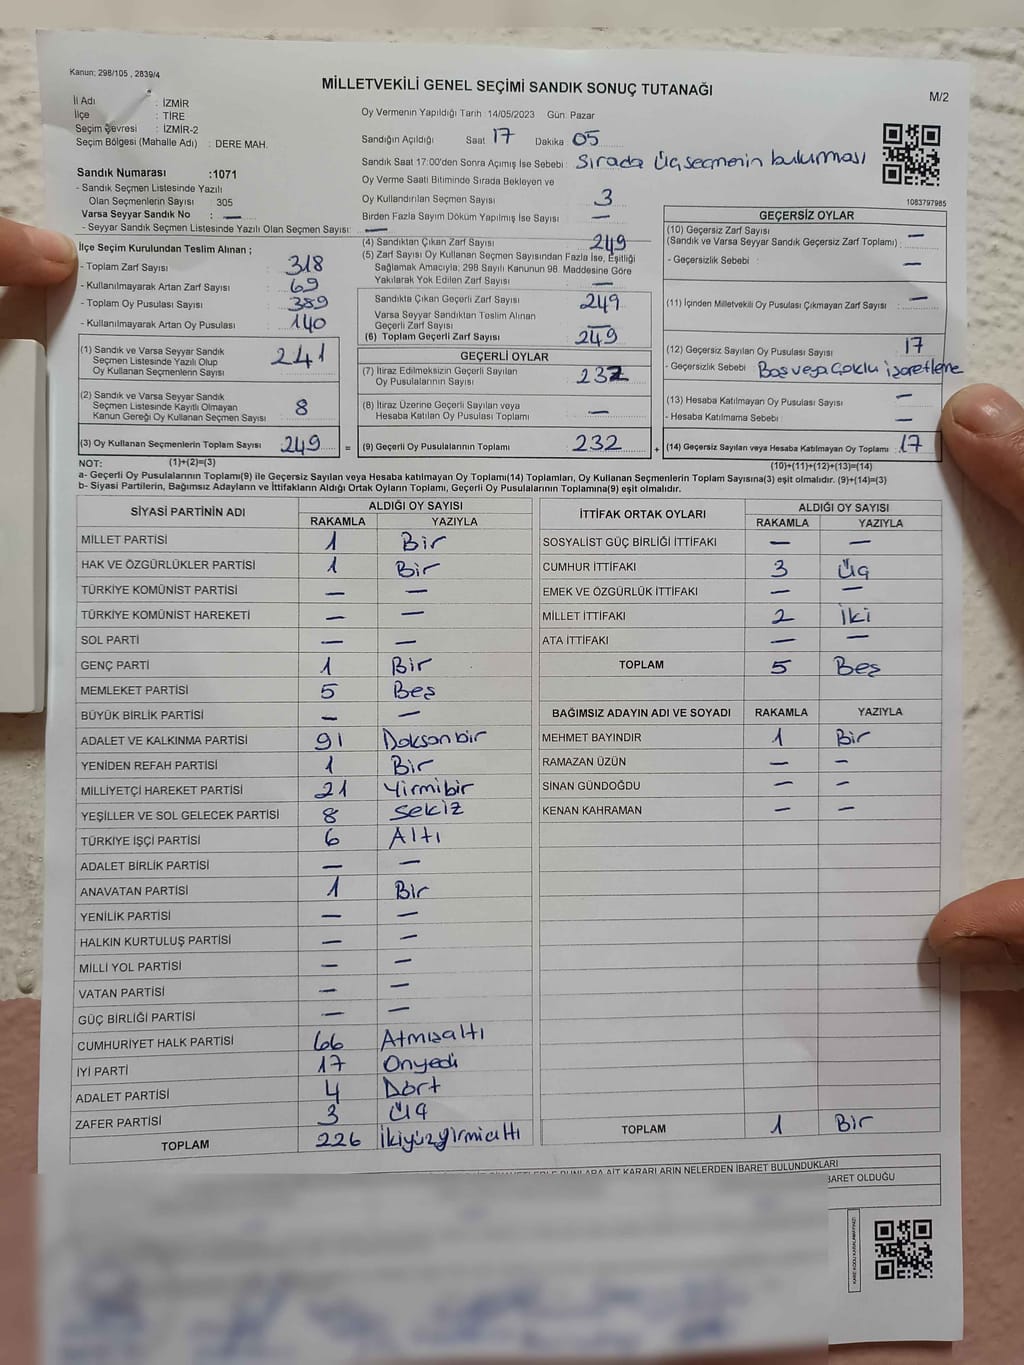 Kanun; 298/105 , 2839/4
MİLLETVEKİLİ GENEL SEÇİMİ SANDIK SONUÇ TUTANAĞI
M/2
İl Adı : İZMİR
İlçe : TİRE
Seçim Çevresi : İZMİR-2
Seçim Bölgesi (Mahalle Adı) : DERE MAH.
Sandık Numarası :1071
- Sandık Seçmen Listesinde Yazılı
Olan Seçmenlerin Sayısı : 305
Varsa Seyyar Sandık No : —
- Seyyar Sandık Seçmen Listesinde Yazılı Olan Seçmen Sayısı: —
Oy Vermenin Yapıldığı Tarih : 14/05/2023 Gün: Pazar
Sandığın Açıldığı Saat 17 Dakika 05
Sandık Saat 17:00'den Sonra Açımış İse Sebebi : Sırada Üç seçmenin bulunması
Oy Verme Saati Bitiminde Sırada Bekleyen ve
Oy Kullandırılan Seçmen Sayısı 3
Birden Fazla Sayım Döküm Yapılmış İse Sayısı : —
1083797985
İlçe Seçim Kurulundan Teslim Alınan ;
- Toplam Zarf Sayısı : 318
- Kullanılmayarak Artan Zarf Sayısı : 69
- Toplam Oy Pusulası Sayısı : 389
- Kullanılmayarak Artan Oy Pusulası : 140
(1) Sandık ve Varsa Seyyar Sandık
Seçmen Listesinde Yazılı Olup
Oy Kullanan Seçmenlerin Sayısı : 241
(2) Sandık ve Varsa Seyyar Sandık
Seçmen Listesinde Kayıtlı Olmayan
Kanun Gereği Oy Kullanan Seçmen Sayısı : 8
(3) Oy Kullanan Seçmenlerin Toplam Sayısı : 249 =
(1)+(2)=(3)
(4) Sandıktan Çıkan Zarf Sayısı : 249
(5) Zarf Sayısı Oy Kullanan Seçmen Sayısından Fazla İse, Eşitliği
Sağlamak Amacıyla; 298 Sayılı Kanunun 98. Maddesine Göre
Yakılarak Yok Edilen Zarf Sayısı : —
Sandıkta Çıkan Geçerli Zarf Sayısı : 249
Varsa Seyyar Sandıktan Teslim Alınan
Geçerli Zarf Sayısı : —
(6) Toplam Geçerli Zarf Sayısı : 249
GEÇERLİ OYLAR
(7) İtiraz Edilmeksizin Geçerli Sayılan
Oy Pusulasının Sayısı : 232
(8) İtiraz Üzerine Geçerli Sayılan veya
Hesaba Katılan Oy Pusulası Toplamı : —
(9) Geçerli Oy Pusulalarının Toplamı : 232 +
GEÇERSİZ OYLAR
(10) Geçersiz Zarf Sayısı
(Sandık ve Varsa Seyyar Sandık Geçersiz Zarf Toplamı) : —
- Geçersizlik Sebebi : —
(11) İçinden Milletvekili Oy Pusulası Çıkmayan Zarf Sayısı : —
(12) Geçersiz Sayılan Oy Pusulası Sayısı : 17
- Geçersizlik Sebebi : Boş veya Çoklu işaretleme
(13) Hesaba Katılmayan Oy Pusulası Sayısı : —
- Hesaba Katılmama Sebebi : —
(14) Geçersiz Sayılan veya Hesaba Katılmayan Oy Toplamı : 17
(10)+(11)+(12)+(13)=(14)
NOT:
a- Geçerli Oy Pusulalarının Toplamı(9) ile Geçersiz Sayılan veya Hesaba katılmayan Oy Toplamı(14) Toplamları, Oy Kullanan Seçmenlerin Toplam Sayısına(3) eşit olmalıdır. (9)+(14)=(3)
b- Siyasi Partilerin, Bağımsız Adayların ve İttifakların Aldığı Ortak Oyların Toplamı, Geçerli Oy Pusulalarının Toplamına(9) eşit olmalıdır.
SİYASİ PARTİNİN ADI ALDIĞI OY SAYISI
RAKAMLA YAZIYLA
MİLLET PARTİSİ 1 Bir
HAK VE ÖZGÜRLÜKLER PARTİSİ 1 Bir
TÜRKİYE KOMÜNİST PARTİSİ — —
TÜRKİYE KOMÜNİST HAREKETİ — —
SOL PARTİ — —
GENÇ PARTİ 1 Bir
MEMLEKET PARTİSİ 5 Beş
BÜYÜK BİRLİK PARTİSİ — —
ADALET VE KALKINMA PARTİSİ 91 Doksanbir
YENİDEN REFAH PARTİSİ 1 Bir
MİLLİYETÇİ HAREKET PARTİSİ 21 Yirmibir
YEŞİLLER VE SOL GELECEK PARTİSİ 8 Sekiz
TÜRKİYE İŞÇİ PARTİSİ 6 Altı
ADALET BİRLİK PARTİSİ — —
ANAVATAN PARTİSİ 1 Bir
YENİLİK PARTİSİ — —
HALKIN KURTULUŞ PARTİSİ — —
MİLLİ YOL PARTİSİ — —
VATAN PARTİSİ — —
GÜÇ BİRLİĞİ PARTİSİ — —
CUMHURİYET HALK PARTİSİ 66 Atmışaltı
İYİ PARTİ 17 Onyedi
ADALET PARTİSİ 4 Dört
ZAFER PARTİSİ 3 Üç
TOPLAM 226 İkiyüzyirmialtı
İTTİFAK ORTAK OYLARI ALDIĞI OY SAYISI
RAKAMLA YAZIYLA
SOSYALİST GÜÇ BİRLİĞİ İTTİFAKI — —
CUMHUR İTTİFAKI 3 Üç
EMEK VE ÖZGÜRLÜK İTTİFAKI — —
MİLLET İTTİFAKI 2 İki
ATA İTTİFAKI — —
TOPLAM 5 Beş
BAĞIMSIZ ADAYIN ADI VE SOYADI RAKAMLA YAZIYLA
MEHMET BAYINDIR 1 Bir
RAMAZAN ÜZÜN — —
SİNAN GÜNDOĞDU — —
KENAN KAHRAMAN — —
TOPLAM 1 Bir
BUNLARA AİT KARARLARIN NELERDEN İBARET BULUNDUKLARI
BARET OLDUĞU